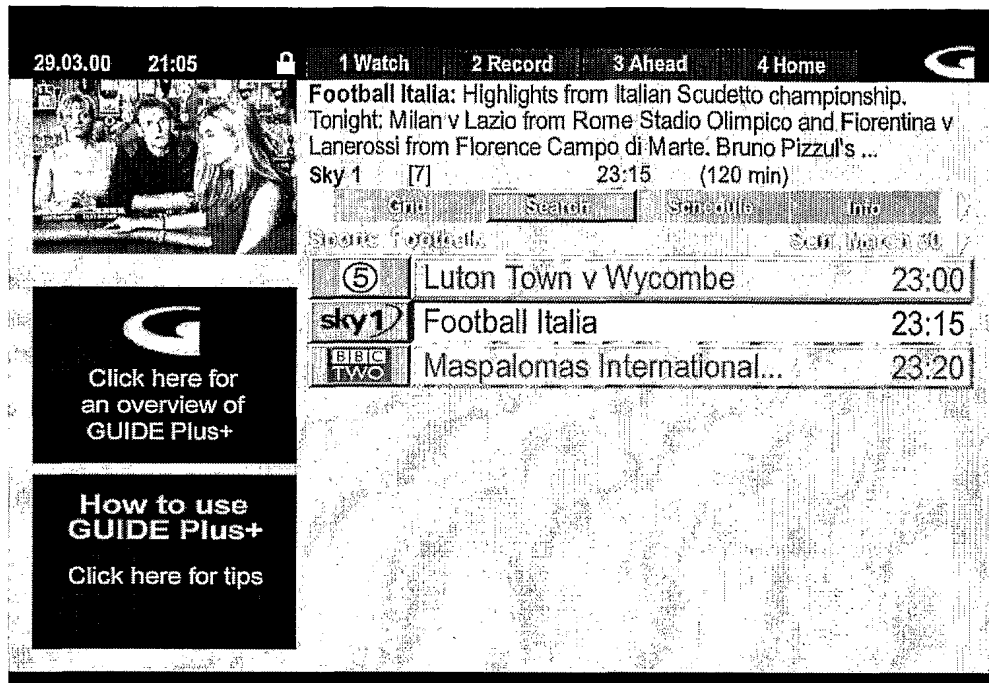 29.03.00 21:05 1 Watch 2 Record 3 Ahead 4 Home G
Football Italia: Highlights from Italian Scudetto championship.
Tonight: Milan v Lazio from Rome Stadio Olimpico and Fiorentina v
Lanerossi from Florence Campo di Marte. Bruno Pizzul's ...
Sky 1 [7] 23:15 (120 min)
Grid Search Schedule Info
Sports: Football
5 Luton Town v Wycombe 23:00
sky 1 Football Italia 23:15
BBC TWO Maspalomas International... 23:20
G
Click here for
an overview of
GUIDE Plus+
How to use
GUIDE Plus+
Click here for tips